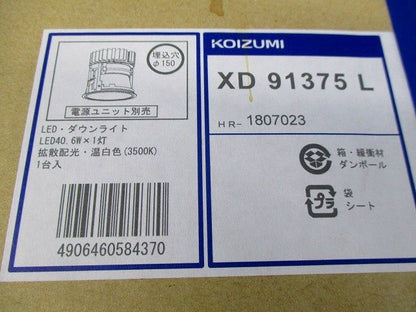 埋込穴
φ150
電源ユニット別売
LED・ダウンライト
LED40.6W×1灯
拡散配光・温白色(3500K)
1台入
4906460584370
KOIZUMI
XD 91375 L
HR- 1807023
箱・緩衝材
ダンボール
袋
シート
プラ